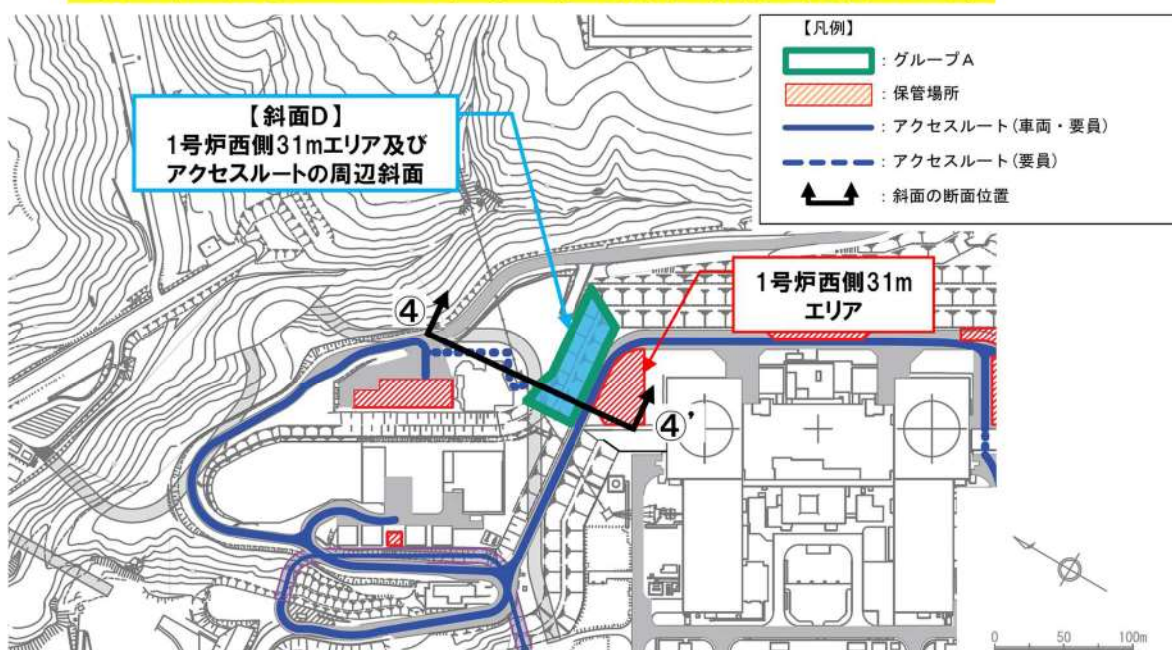 【凡例】
：グループA
：保管場所
：アクセスルート(車両・要員)
：アクセスルート(要員)
：斜面の断面位置
【斜面D】
1号炉西側31mエリア及び
アクセスルートの周辺斜面
1号炉西側31m
エリア
④
④'
0 50 100m